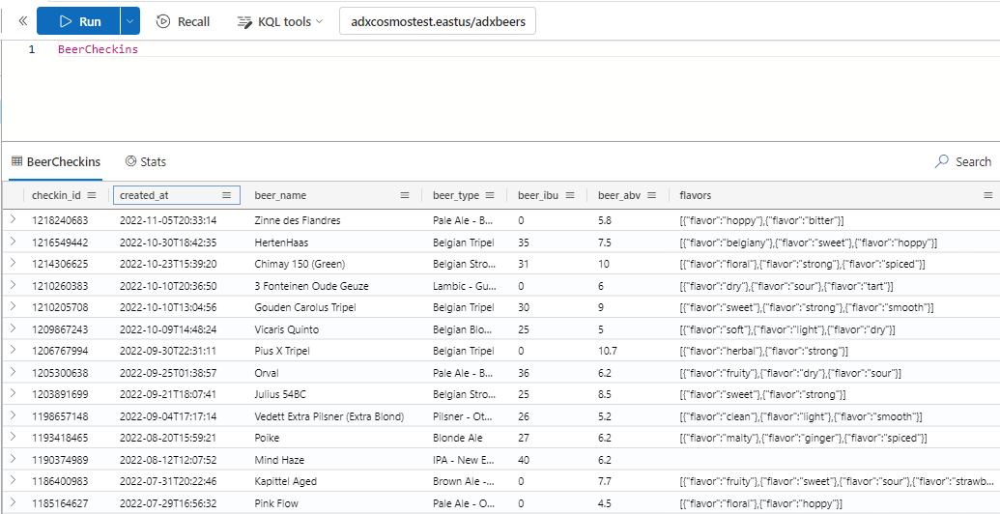 Run Recall KQL tools adxcosmostest.eastus/adxbeers
1 BeerCheckins
BeerCheckins Stats Search
checkin_id created_at beer_name beer_type beer_ibu beer_abv flavors
1218240683 2022-11-05T20:33:14 Zinne des Flandres Pale Ale - B... 0 5.8 [{"flavor":"hoppy"},{"flavor":"bitter"}]
1216549442 2022-10-30T18:42:35 HertenHaas Belgian Tripel 35 7.5 [{"flavor":"belgiany"},{"flavor":"sweet"},{"flavor":"hoppy"}]
1214306625 2022-10-23T15:39:20 Chimay 150 (Green) Belgian Stro... 31 10 [{"flavor":"floral"},{"flavor":"strong"},{"flavor":"spiced"}]
1210260383 2022-10-10T20:36:50 3 Fonteinen Oude Geuze Lambic - Gu... 0 6 [{"flavor":"dry"},{"flavor":"sour"},{"flavor":"tart"}]
1210205708 2022-10-10T13:04:56 Gouden Carolus Tripel Belgian Tripel 30 9 [{"flavor":"sweet"},{"flavor":"strong"},{"flavor":"smooth"}]
1209867243 2022-10-09T14:48:24 Vicaris Quinto Belgian Blo... 25 5 [{"flavor":"soft"},{"flavor":"light"},{"flavor":"dry"}]
1206767994 2022-09-30T22:31:11 Pius X Tripel Belgian Tripel 0 10.7 [{"flavor":"herbal"},{"flavor":"strong"}]
1205300638 2022-09-25T01:38:57 Orval Pale Ale - B... 36 6.2 [{"flavor":"fruity"},{"flavor":"dry"},{"flavor":"sour"}]
1203891699 2022-09-21T18:07:41 Julius 54BC Belgian Stro... 25 8.5 [{"flavor":"sweet"},{"flavor":"strong"}]
1198657148 2022-09-04T17:17:14 Vedett Extra Pilsner (Extra Blond) Pilsner - Ot... 26 5.2 [{"flavor":"clean"},{"flavor":"light"},{"flavor":"smooth"}]
1193418465 2022-08-20T15:59:21 Poike Blonde Ale 27 6.2 [{"flavor":"malty"},{"flavor":"ginger"},{"flavor":"spiced"}]
1190374989 2022-08-12T12:07:52 Mind Haze IPA - New E... 40 6.2
1186400983 2022-07-31T20:22:46 Kapittel Aged Brown Ale - ... 0 7.7 [{"flavor":"fruity"},{"flavor":"sweet"},{"flavor":"sour"},{"flavor":"strawb...
1185164627 2022-07-29T16:56:32 Pink Flow Pale Ale - O... 0 4.5 [{"flavor":"floral"},{"flavor":"hoppy"}]